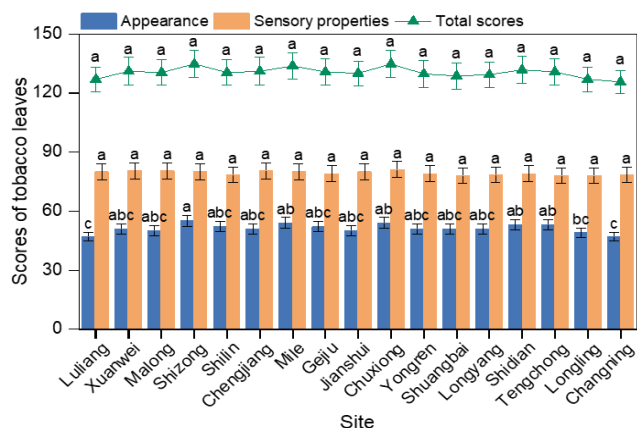 Appearance Sensory properties Total scores
150
120
90
60
30
0
Scores of tobacco leaves
a a a a a a a a a a a a a a a a a
a a a a a a a a a a a a a a a a a
c abc abc a abc abc ab abc abc ab abc abc abc ab ab bc c
Luliang
Xuanwei
Malong
Shizong
Shilin
Chengjiang
Mile
Gejiu
Jianshui
Chuxiong
Yongren
Shuangbai
Longyang
Shidian
Tengchong
Longling
Changning
Site